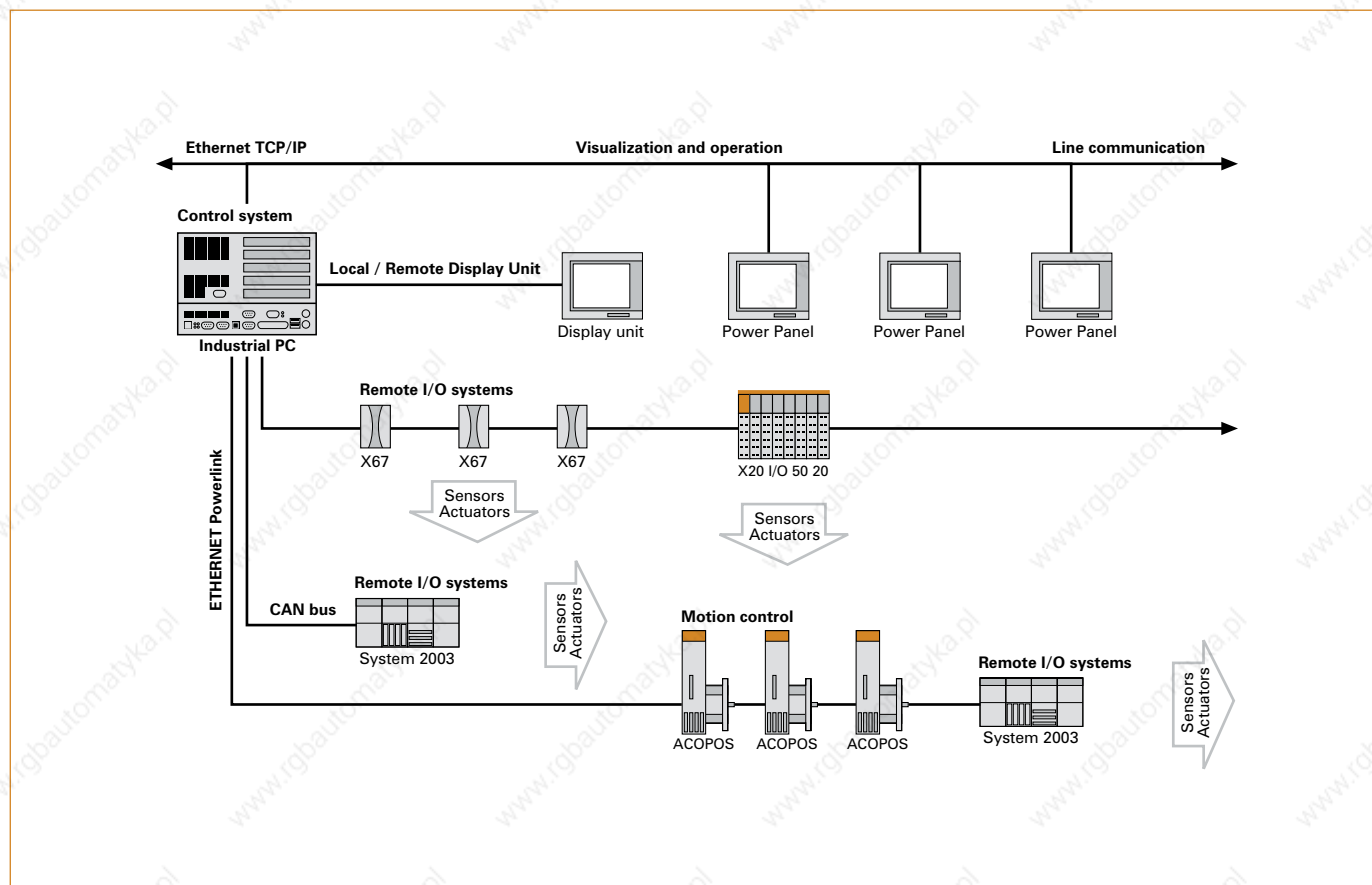 Ethernet TCP/IP
Visualization and operation
Line communication
Control system
Local / Remote Display Unit
Industrial PC
Display unit
Power Panel
Power Panel
Power Panel
Remote I/O systems
X67
X67
X67
X20 I/O 50 20
Sensors
Actuators
Sensors
Actuators
ETHERNET Powerlink
CAN bus
Remote I/O systems
System 2003
Sensors
Actuators
Motion control
ACOPOS
ACOPOS
ACOPOS
Remote I/O systems
System 2003
Sensors
Actuators
www.rgbautomatyka.pl